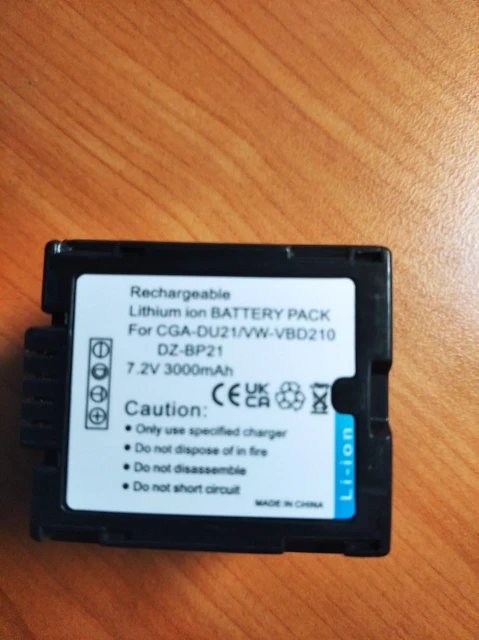 Rechargeable
Lithium ion BATTERY PACK
For CGA-DU21/VW-VBD210
DZ-BP21
7.2V 3000mAh
CE UK CA
Caution:
• Only use specified charger
• Do not dispose of in fire
• Do not disassemble
• Do not short circuit
MADE IN CHINA
Li-ion